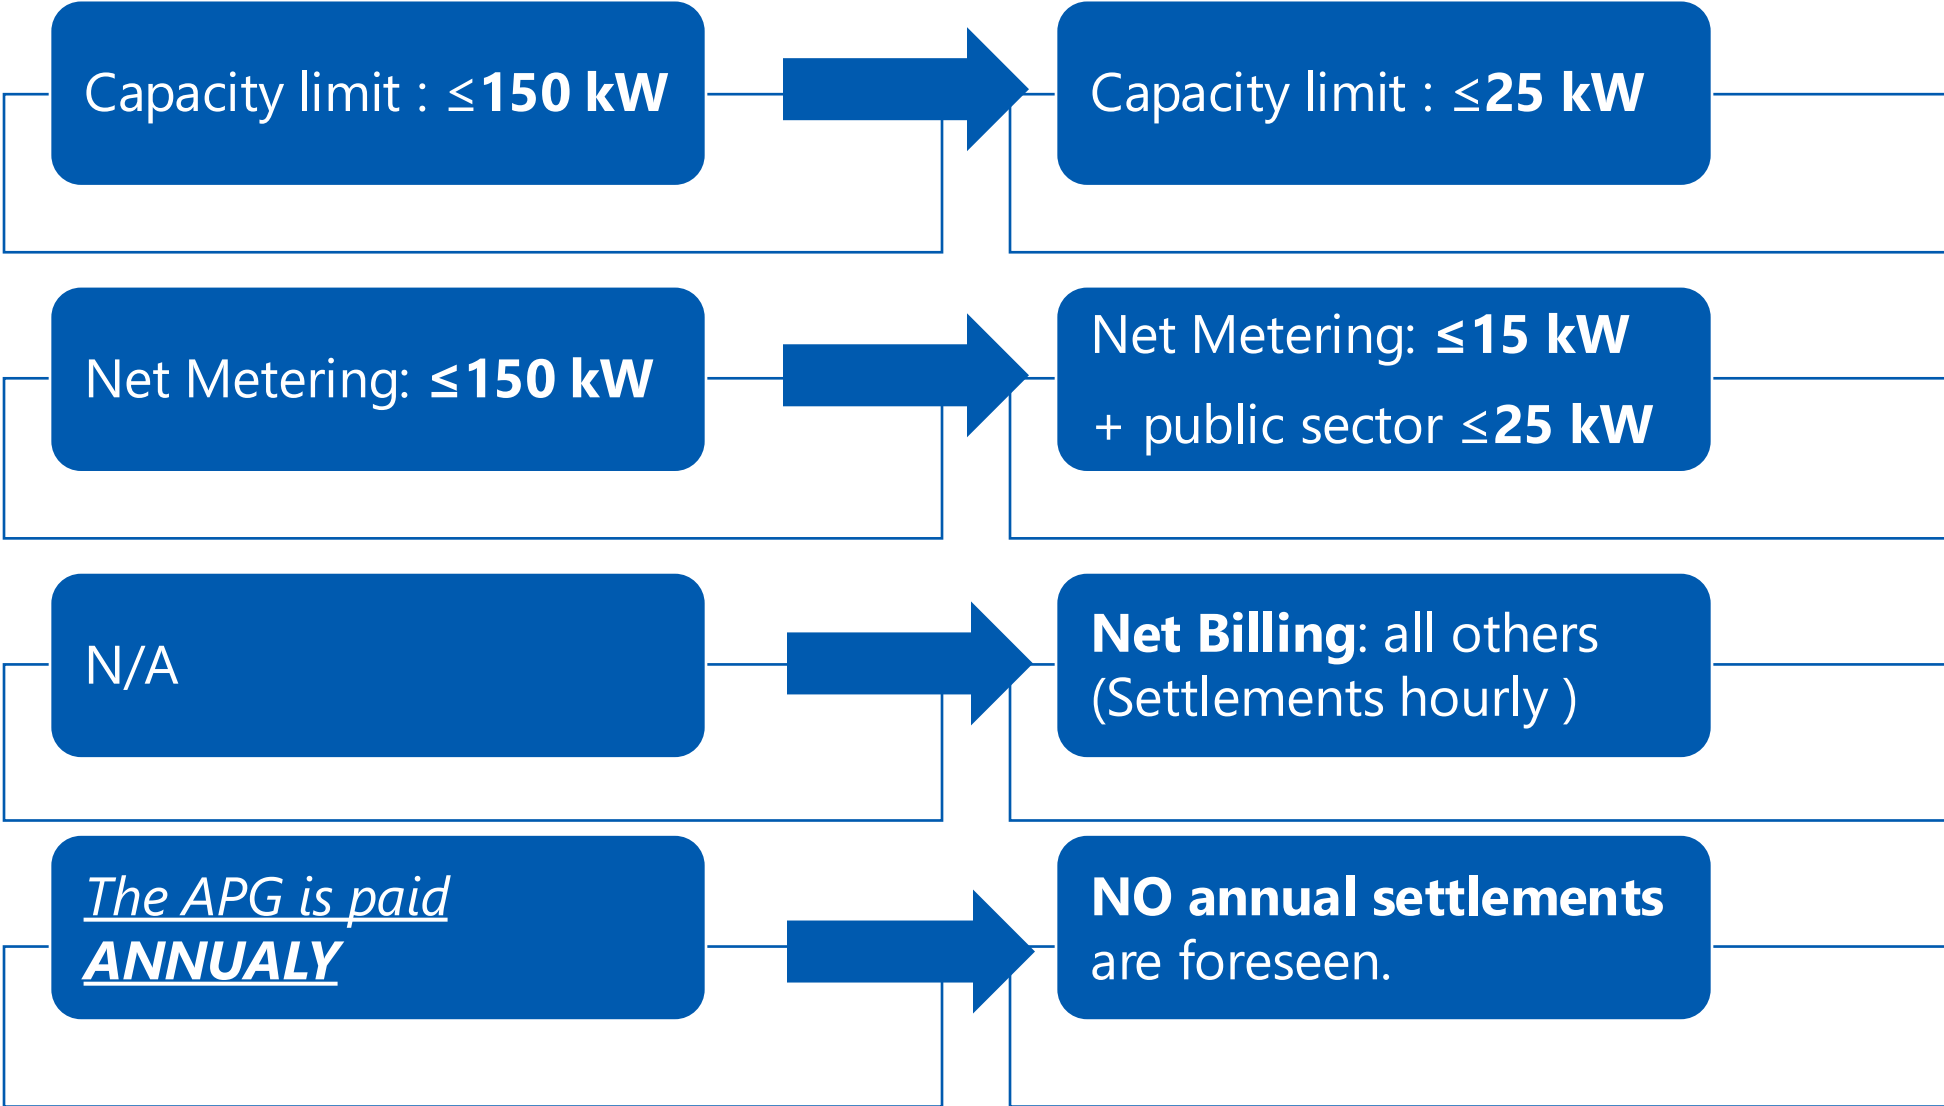 Capacity limit : ≤150 kW
Capacity limit : ≤25 kW
Net Metering: ≤150 kW
Net Metering: ≤15 kW
+ public sector ≤25 kW
N/A
Net Billing: all others
(Settlements hourly )
The APG is paid
ANNUALY
NO annual settlements
are foreseen.